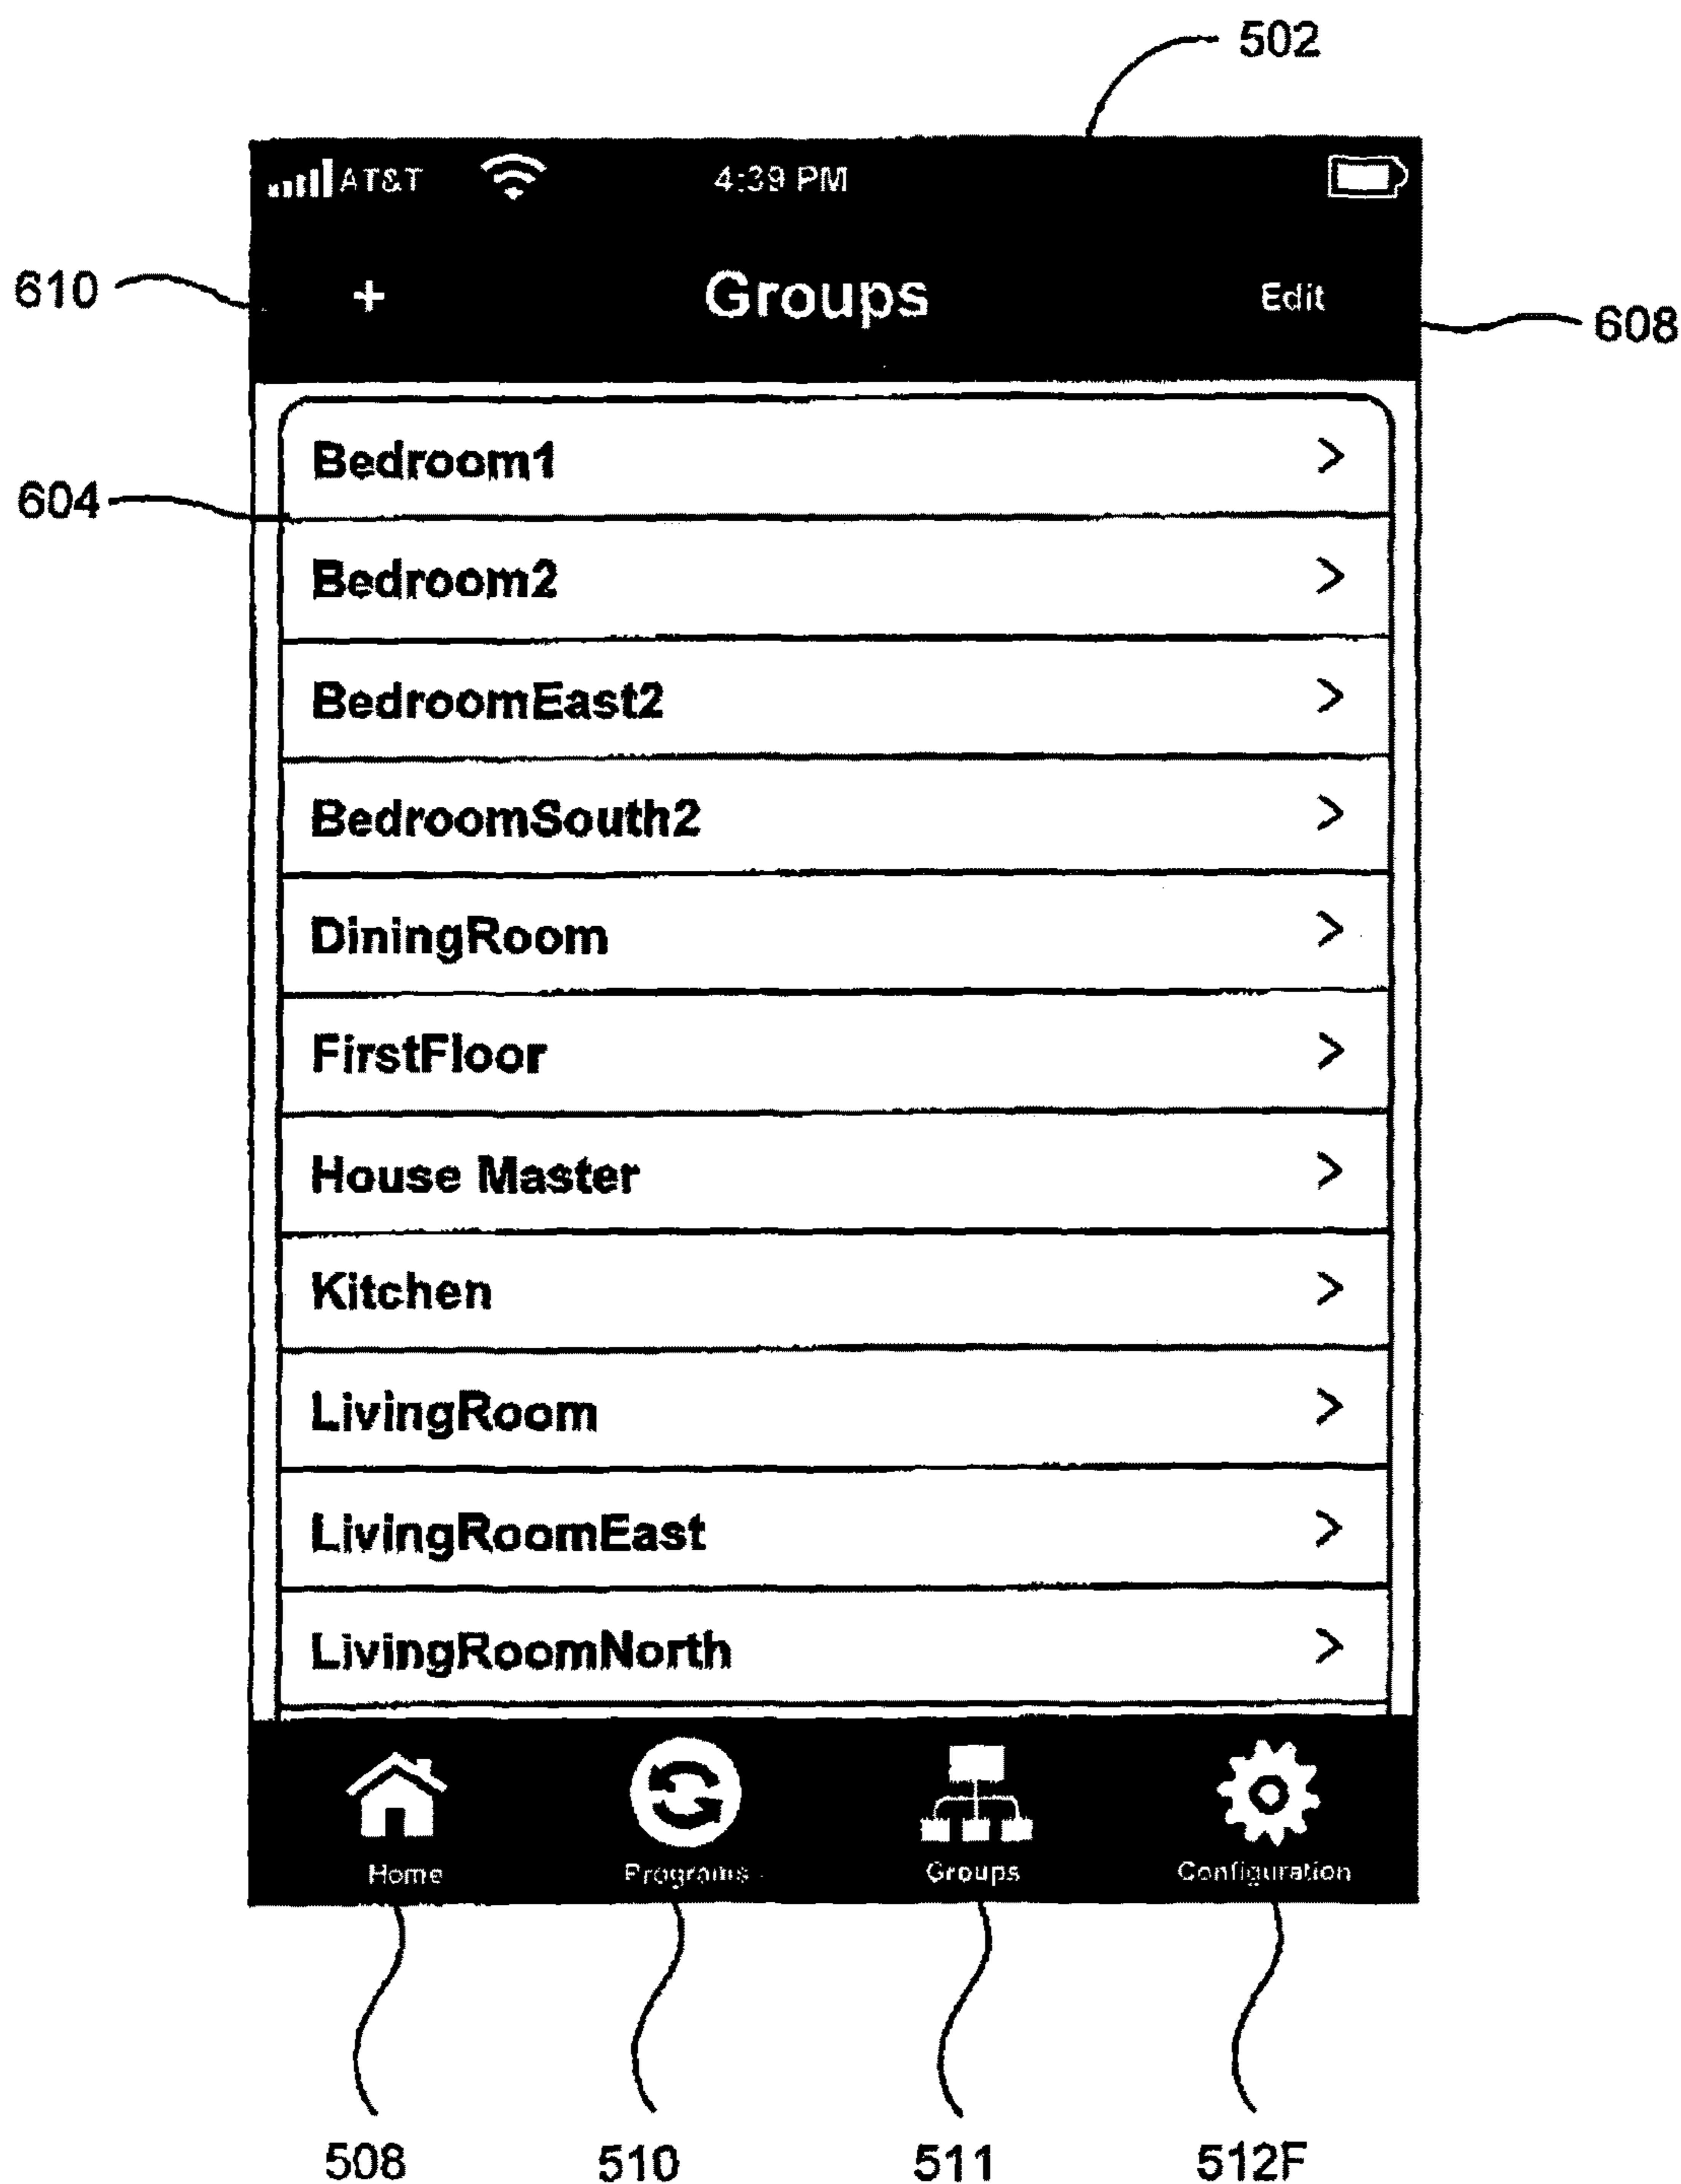 502
AT&T 4:39 PM
610
+ Groups Edit
608
Bedroom1 >
604
Bedroom2 >
BedroomEast2 >
BedroomSouth2 >
DiningRoom >
FirstFloor >
House Master >
Kitchen >
LivingRoom >
LivingRoomEast >
LivingRoomNorth >
Home Programs Groups Configuration
508 510 511 512F